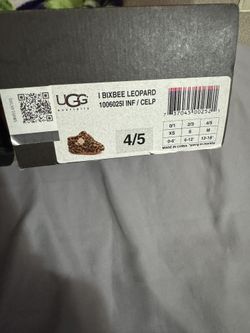 UGG
australia
I BIXBEE LEOPARD
1006025I INF / CELP
4/5
0/1 2/3 4/5
XS S M
0-6" 6-12" 12-18"